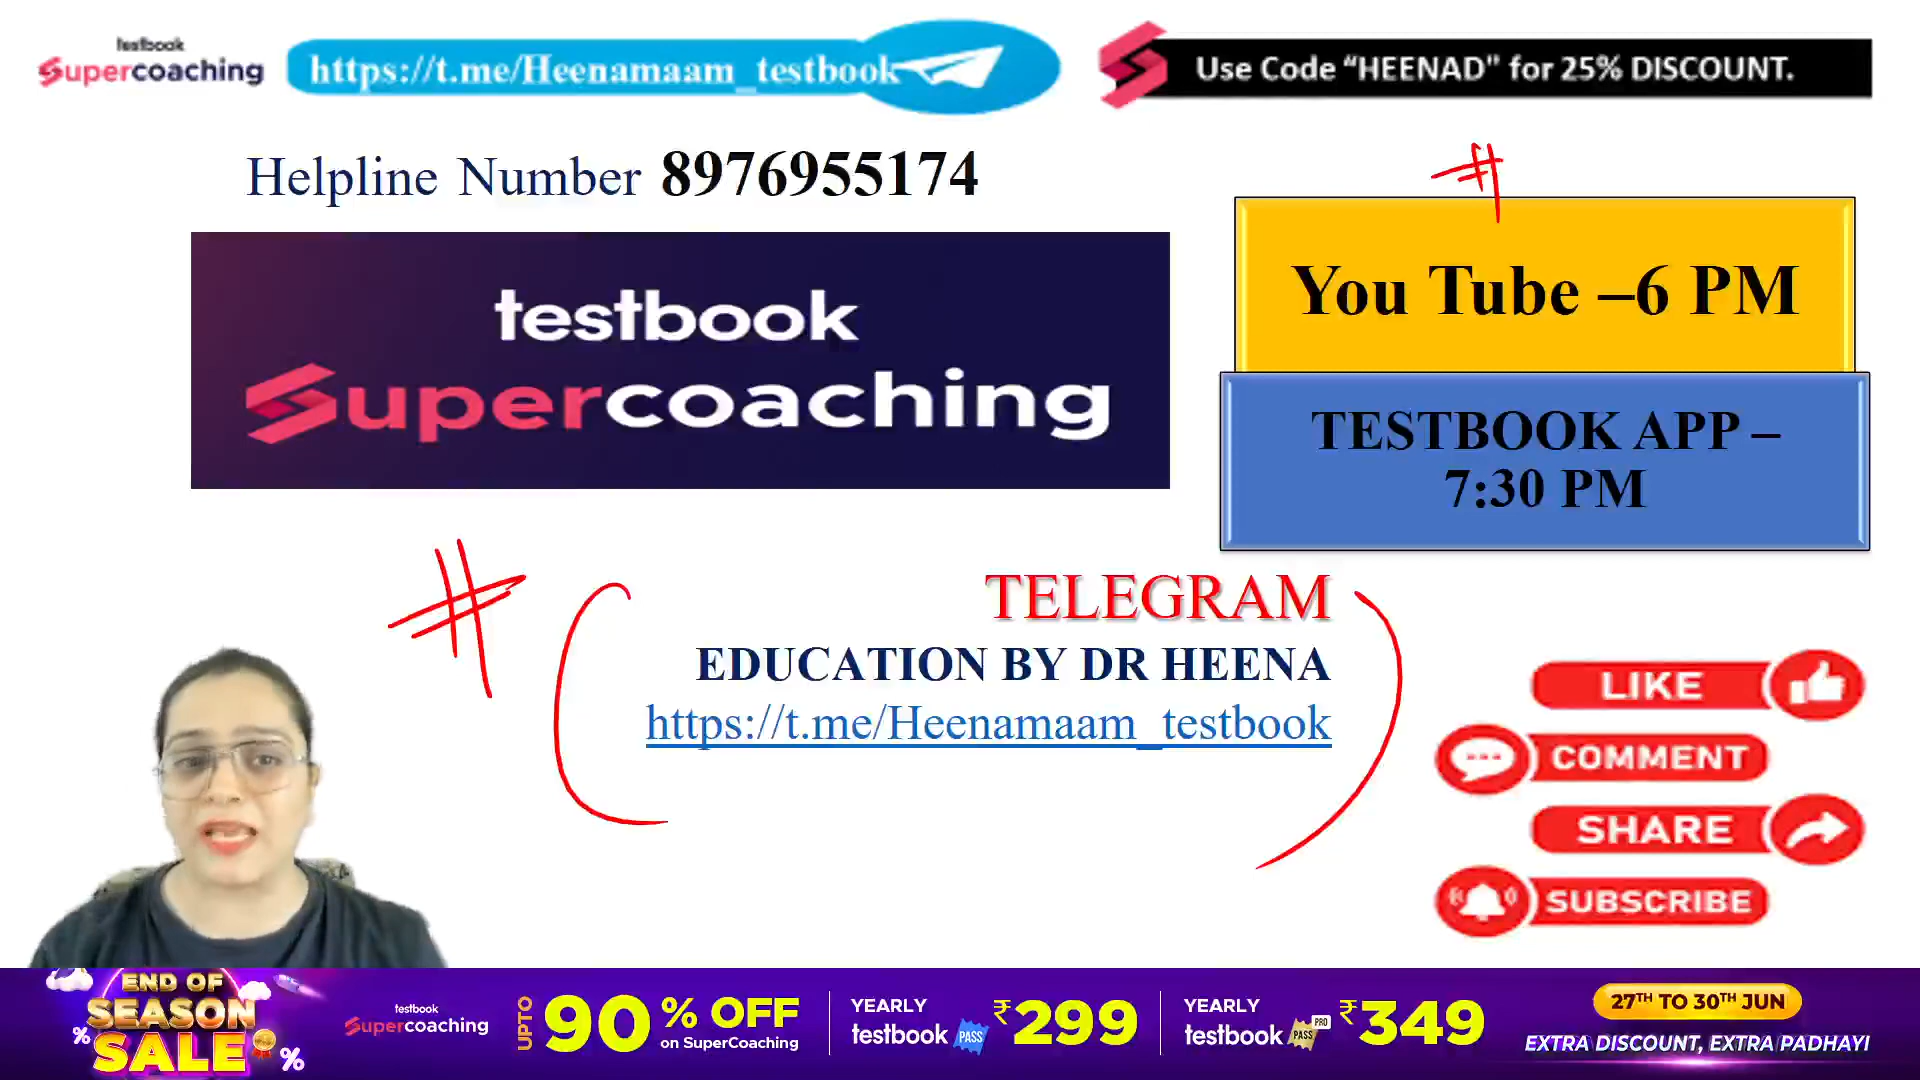 testbook
Supercoaching
https://t.me/Heenamaam_testbook
Use Code “HEENAD" for 25% DISCOUNT.
Helpline Number 8976955174
#
testbook
Supercoaching
You Tube –6 PM
TESTBOOK APP –
7:30 PM
#
TELEGRAM
EDUCATION BY DR HEENA
https://t.me/Heenamaam_testbook
LIKE
COMMENT
SHARE
SUBSCRIBE
END OF
SEASON
% SALE %
testbook
Supercoaching
UPTO 90% OFF
on SuperCoaching
YEARLY
testbook PASS ₹299
YEARLY
testbook PASS PRO ₹349
27TH TO 30TH JUN
EXTRA DISCOUNT, EXTRA PADHAYI